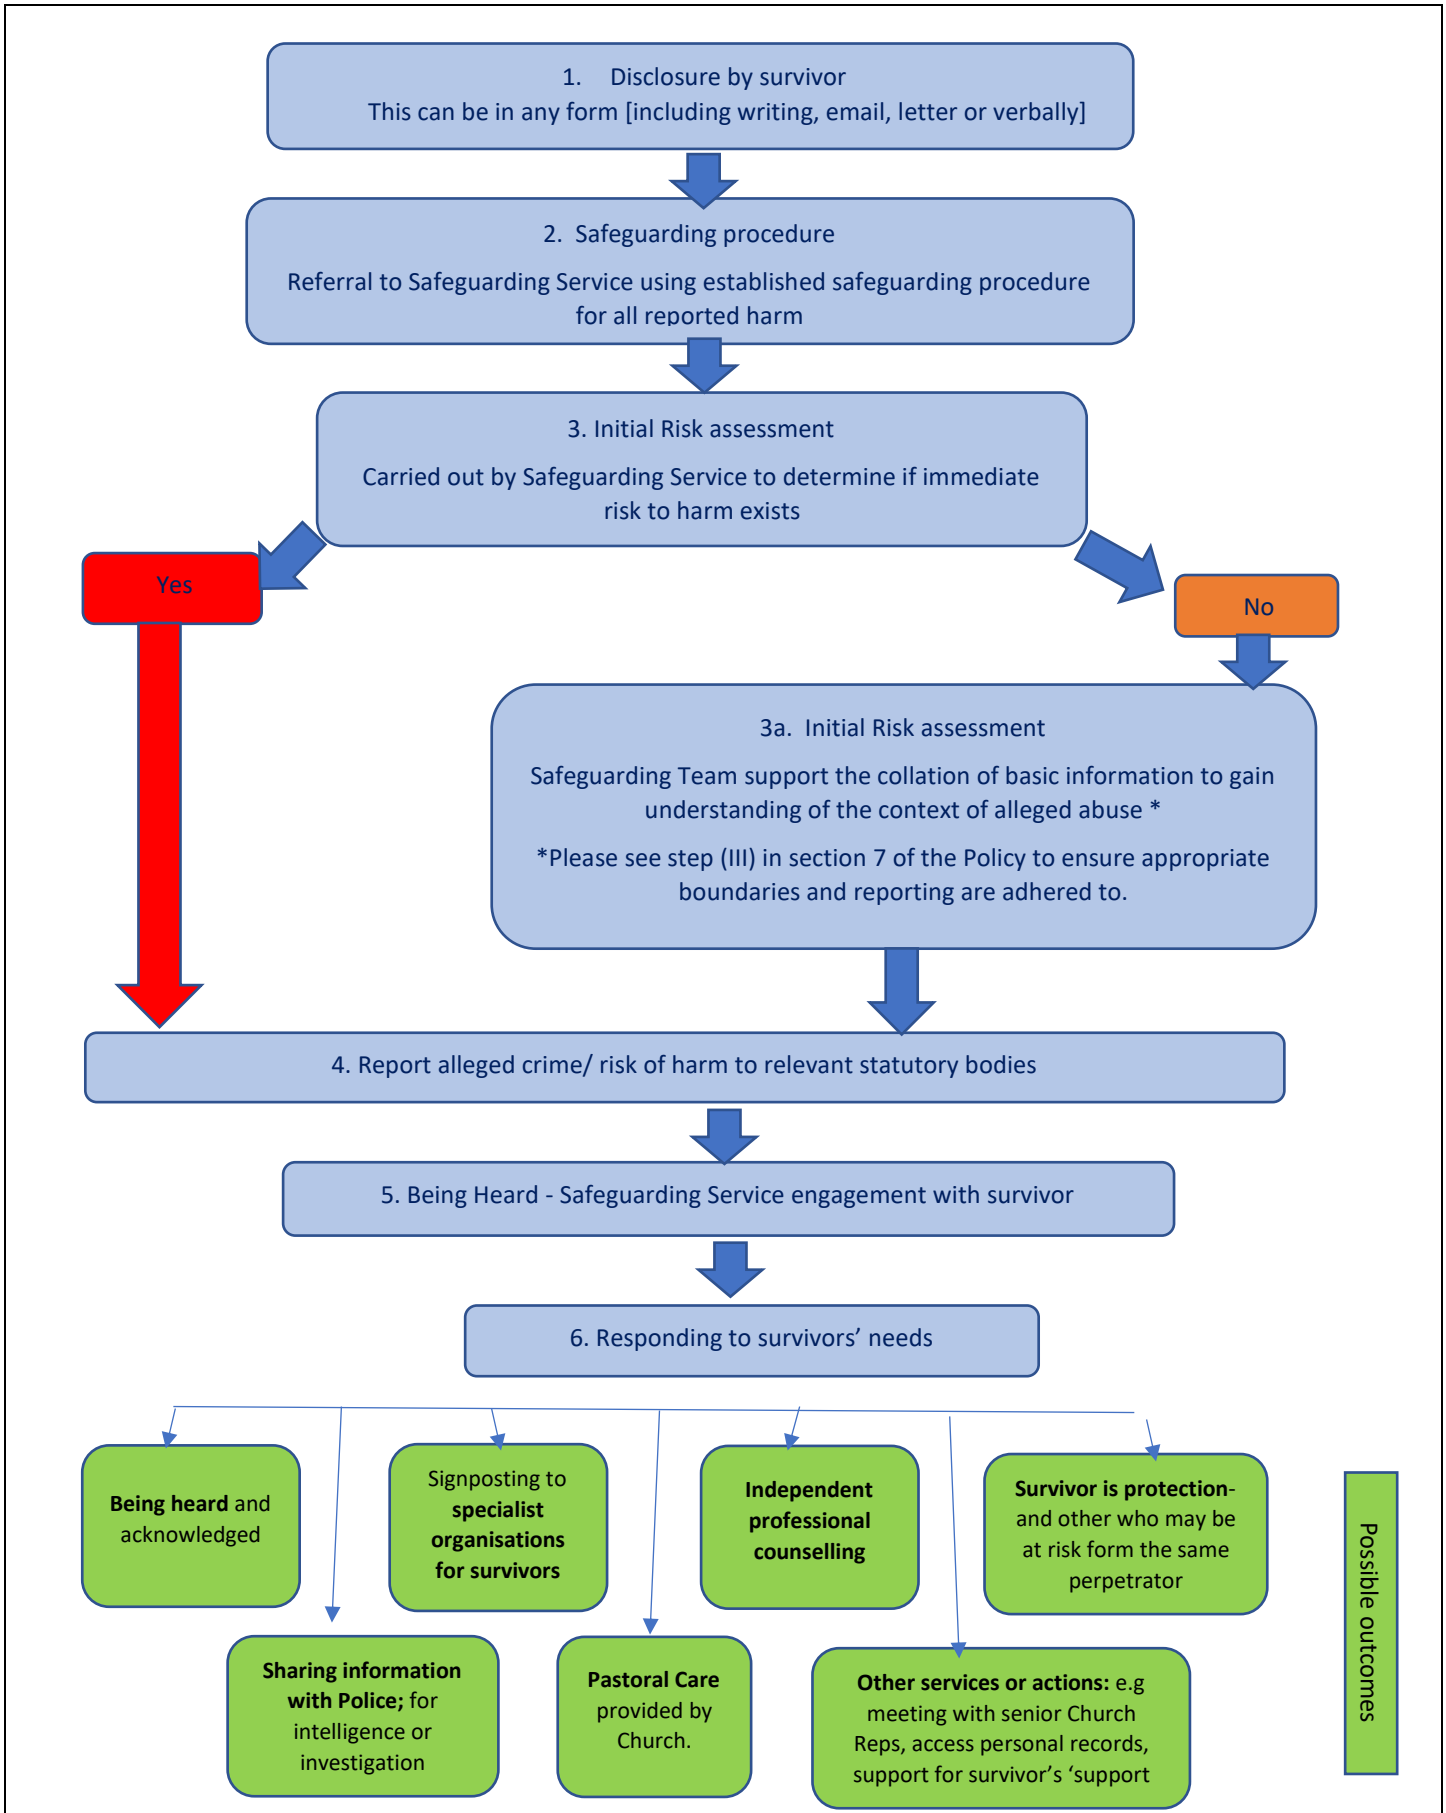 1. Disclosure by survivor
This can be in any form [including writing, email, letter or verbally]
2. Safeguarding procedure
Referral to Safeguarding Service using established safeguarding procedure
for all reported harm
3. Initial Risk assessment
Carried out by Safeguarding Service to determine if immediate
risk to harm exists
Yes
No
3a. Initial Risk assessment
Safeguarding Team support the collation of basic information to gain
understanding of the context of alleged abuse *
*Please see step (III) in section 7 of the Policy to ensure appropriate
boundaries and reporting are adhered to.
4. Report alleged crime/ risk of harm to relevant statutory bodies
5. Being Heard - Safeguarding Service engagement with survivor
6. Responding to survivors’ needs
Being heard and
acknowledged
Signposting to
specialist
organisations
for survivors
Independent
professional
counselling
Survivor is protection-
and other who may be
at risk form the same
perpetrator
Possible outcomes
Sharing information
with Police; for
intelligence or
investigation
Pastoral Care
provided by
Church.
Other services or actions: e.g
meeting with senior Church
Reps, access personal records,
support for survivor’s ‘support